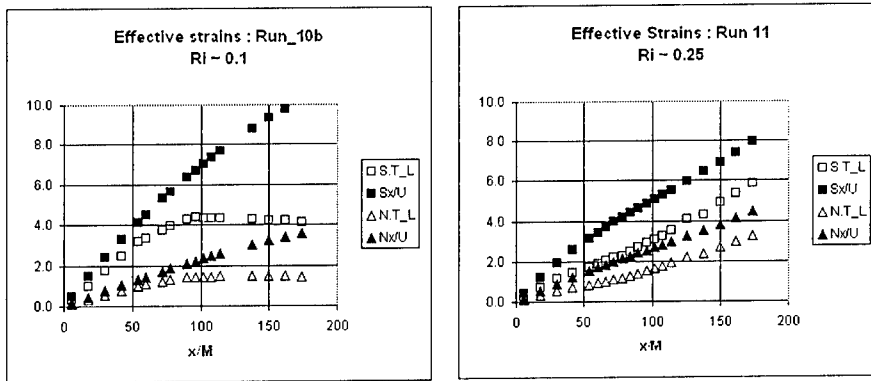 Effective strains : Run_10b
Ri ~ 0.1
10.0
8.0
6.0
4.0
2.0
0.0
0
50
100
150
200
x/M
S.T_L
Sx/U
N.T_L
Nx/U
Effective Strains : Run 11
Ri ~ 0.25
10.0
8.0
6.0
4.0
2.0
0.0
0
50
100
150
200
x/M
S T_L
Sx/U
N.T_L
Nx/U